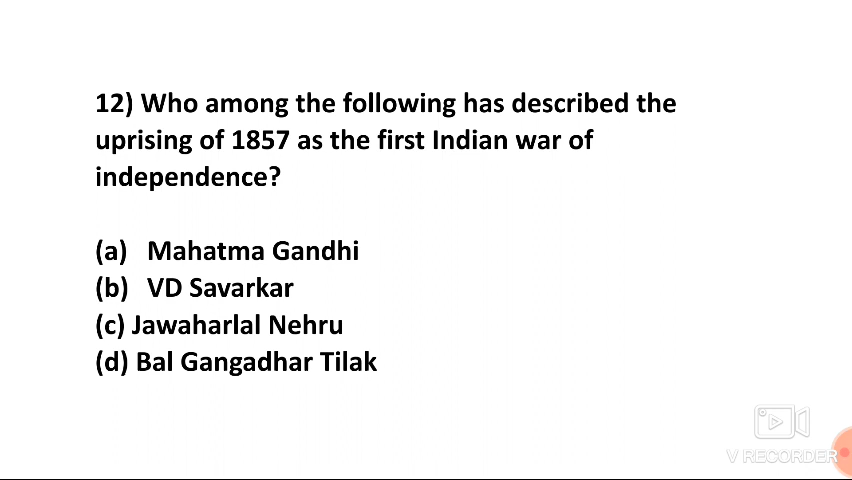 12) Who among the following has described the
uprising of 1857 as the first Indian war of
independence?
(a) Mahatma Gandhi
(b) VD Savarkar
(c) Jawaharlal Nehru
(d) Bal Gangadhar Tilak
V RECORDER